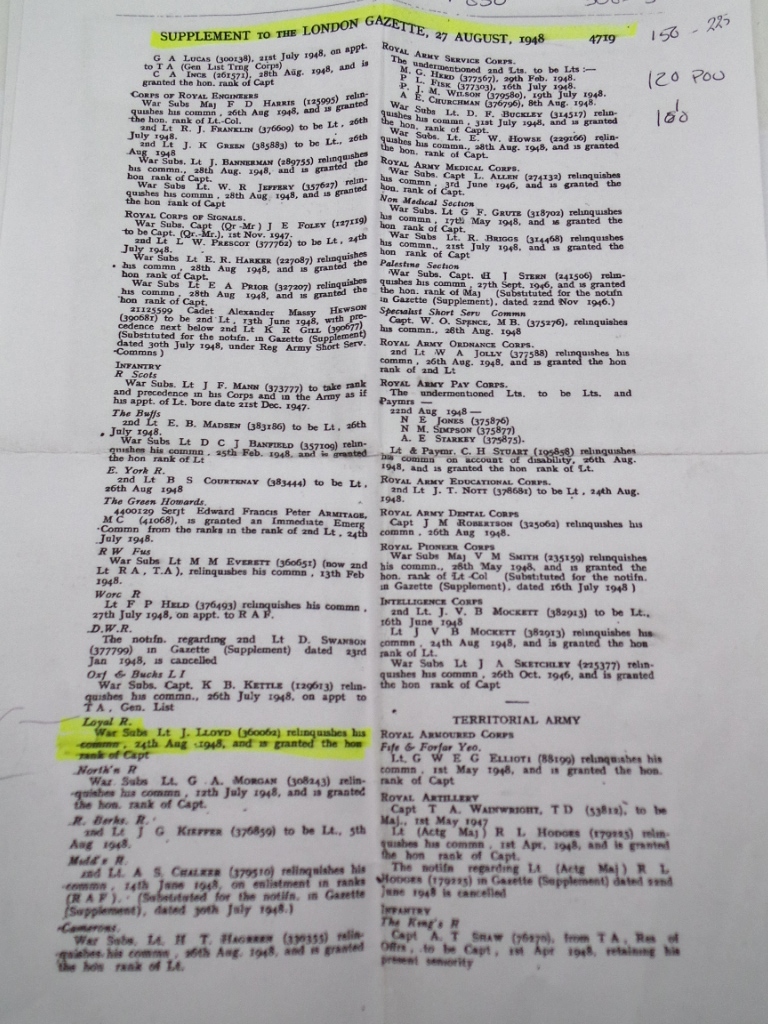 SUPPLEMENT TO THE LONDON GAZETTE, 27 AUGUST, 1948 4719
150 - 225
120 POU
180
G A LUCAS (300138), 21st July 1948, on appt.
to T A (Gen List Trng Corps)
C A INCE (261571), 28th Aug. 1948, and is
granted the hon. rank of Capt
CORPS OF ROYAL ENGINEERS
War Subs Maj F D HARRIS (125995) relin-
quishes his commn, 26th Aug 1948, and is granted
the hon. rank of Lt.-Col.
2nd Lt R. J. FRANKLIN (376609) to be Lt, 26th
July 1948.
2nd Lt J. K GREEN (385883) to be Lt., 26th
Aug 1948
War Subs Lt J. BANNERMAN (289755) relinquishes
his commn., 28th Aug. 1948, and is granted the
hon rank of Capt.
War Subs. Lt W. R JEFFERY (357627) relin-
quishes his commn, 28th Aug 1948, and is granted
the hon rank of Capt
ROYAL CORPS OF SIGNALS.
War Subs. Capt (Qr -Mr) J E FOLEY (127119)
to be Capt. (Qr.-Mr.), 1st Nov. 1947.
2nd Lt L W. PRESCOT (377762) to be Lt, 24th
July 1948.
War Subs Lt E. R. HARKER (227087) relinquishes
his commn, 28th Aug 1948, and is granted the
hon rank of Capt.
War Subs Lt E A PRIOR (327207) relinquishes
his commn, 28th Aug 1948, and is granted the
hon rank of Capt.
21125599 Cadet Alexander Massy HEWSON
(390681) to be 2nd Lt, 13th June 1948, with pre-
cedence next below 2nd Lt K R GILL (390677)
(Substituted for the notifn. in Gazette (Supplement)
dated 30th July 1948, under Reg Army Short Serv.
Commns)
INFANTRY
R Scots
War Subs. Lt J F. MANN (373777) to take rank
and precedence in his Corps and in the Army as if
his appt. of Lt. bore date 21st Dec. 1947.
The Buffs
2nd Lt E. B. MADSEN (383186) to be Lt, 26th
July 1948.
War Subs. Lt D C J BANFIELD (357109) relin-
quishes his commn, 25th Feb. 1948, and is granted
the hon rank of Lt
E. York R.
2nd Lt B S COURTENAY (383444) to be Lt,
26th Aug 1948
The Green Howards.
4400129 Serjt Edward Francis Peter ARMITAGE,
M C (41068), is granted an Immediate Emerg
Commn from the ranks in the rank of 2nd Lt, 24th
July 1948.
R W Fus
War Subs Lt M M EVERETT (360651) (now 2nd
Lt R A, T.A), relinquishes his commn, 13th Feb
1948.
Worc R
Lt F P HELD (376493) relinquishes his commn,
27th July 1948, on appt. to R A F.
D.W.R.
The notifn. regarding 2nd Lt D. SWANSON
(377799) in Gazette (Supplement) dated 23rd
Jan 1948, is cancelled
Oxf & Bucks L I
War Subs. Capt. K B. KETTLE (129613) relin-
quishes his commn., 26th July 1948, on appt to
T A, Gen. List
Loyal R.
War Subs Lt J. LLOYD (360062) relinquishes his
commn, 24th Aug 1948, and is granted the hon
rank of Capt
North'n R
War Subs Lt. G A. MORGAN (308243) relin-
quishes his commn, 12th July 1948, and is granted
the hon. rank of Capt.
R. Berks. R.
2nd Lt J G KIEFFER (376859) to be Lt., 5th
Aug 1948.
Midd'x R.
2nd Lt. A S. CHALKER (379510) relinquishes his
commn, 14th June 1948, on enlistment in ranks
(R A F). (Substituted for the notifn. in Gazette
(Supplement), dated 30th July 1948.)
Camerons.
War Subs, Lt. H T. HAGREEN (330355) relin-
quishes his commn, 26th Aug. 1948, and is granted
the hon rank of Lt.
ROYAL ARMY SERVICE CORPS.
The undermentioned 2nd Lts. to be Lts :—
M. G. HERD (377567), 29th Feb. 1948.
P L. FISK (377303), 16th July 1948.
P. J. M. WILSON (379580), 19th July 1948.
A E. CHURCHMAN (376796), 8th Aug. 1948.
War Subs Lt. D. F. BUCKLEY (314517) relin-
quishes his commn, 31st July 1948, and is granted
the hon. rank of Capt.
War Subs. Lt. E. W. HOWSE (229166) relin-
quishes his commn., 28th Aug. 1948, and is granted
the hon. rank of Capt.
ROYAL ARMY MEDICAL CORPS.
War Subs. Capt L. ALLEN (274132) relinquishes
his commn, 3rd June 1946, and is granted the
hon. rank of Capt.
Non Medical Section
War Subs. Lt G F. GRUTE (318702) relinquishes
his commn, 17th May 1948, and is granted the
hon rank of Capt.
War Subs Lt. R. BRIGGS (314468) relinquishes
his commn., 21st July 1948, and is granted the
hon. rank of Capt
Palestine Section
War Subs. Capt. H J STERN (241506) relin-
quishes his commn, 27th Sept. 1946, and is granted
the hon. rank of Maj (Substituted for the notifn
in Gazette (Supplement), dated 22nd Nov 1946.)
Specialist Short Serv Commn
Capt. W. O. SPENCE, M B. (375276), relinquishes
his commn., 28th Aug. 1948
ROYAL ARMY ORDNANCE CORPS.
2nd Lt W A JOLLY (377588) relinquishes his
commn, 26th Aug. 1948, and is granted the hon.
rank of 2nd Lt
ROYAL ARMY PAY CORPS.
The undermentioned Lts. to be Lts. and
Paymrs —
22nd Aug 1948 —
N E JONES (375876)
N M. SIMPSON (375877)
A. E STARKEY (375875).
Lt & Paymr. C. H STUART (195858) relinquishes
his commn on account of disability, 26th Aug.
1948, and is granted the hon rank of Lt.
ROYAL ARMY EDUCATIONAL CORPS.
2nd Lt J. T. NOTT (378681) to be Lt, 24th Aug.
1948.
ROYAL ARMY DENTAL CORPS
Capt J M ROBERTSON (325062) relinquishes his
commn, 26th Aug 1948.
ROYAL PIONEER CORPS
War Subs Maj V M SMITH (235159) relinquishes
his commn., 28th May 1948, and is granted the
hon. rank of Lt -Col (Substituted for the notifn.
in Gazette (Supplement), dated 16th July 1948)
INTELLIGENCE CORPS
2nd Lt. J. V. B MOCKETT (382913) to be Lt.,
16th June 1948
Lt J V B MOCKETT (382913) relinquishes his
commn, 24th Aug 1948, and is granted the hon
rank of Lt.
War Subs Lt J A SKETCHLEY (225377) relin-
quishes his commn, 26th Oct. 1946, and is granted
the hon rank of Capt
TERRITORIAL ARMY
ROYAL ARMOURED CORPS
Fife & Forfar Yeo.
Lt. G W E G ELLIOTT (88199) relinquishes his
commn, 1st May 1948, and is granted the hon.
rank of Capt
ROYAL ARTILLERY
Capt T A. WAINWRIGHT, T D (53812), to be
Maj., 1st May 1947
Lt (Actg Maj) R L HODGES (179215) relin-
quishes his commn, 1st Apr. 1948, and is granted
the hon rank of Capt.
The notifn regarding Lt (Actg Maj) R L
HODGES (179215) in Gazette (Supplement) dated 22nd
June 1948 is cancelled
INFANTRY
The King's R
Capt A. T SHAW (76270), from T A, Res of
Offrs, to be Capt, 1st Apr 1948, retaining his
present seniority